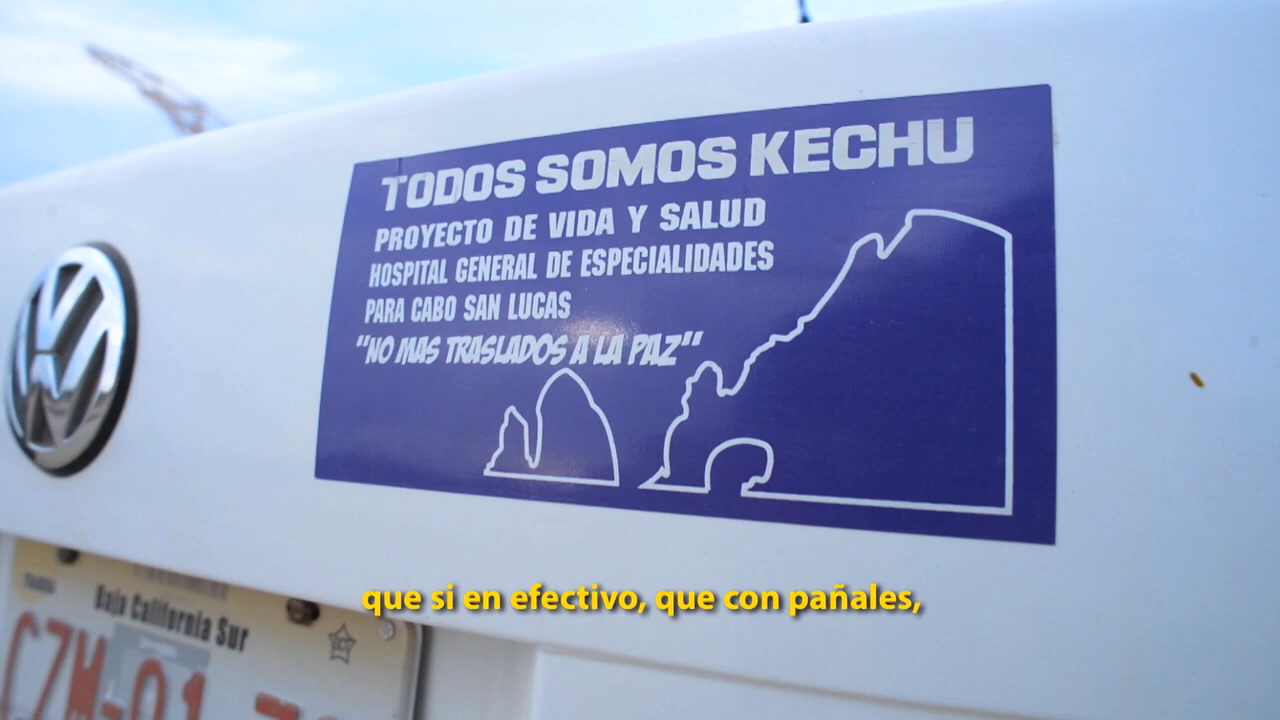 TODOS SOMOS KECHU
PROYECTO DE VIDA Y SALUD
HOSPITAL GENERAL DE ESPECIALIDADES
PARA CABO SAN LUCAS
"NO MAS TRASLADOS A LA PAZ"
que si en efectivo, que con pañales,
Baja California Sur